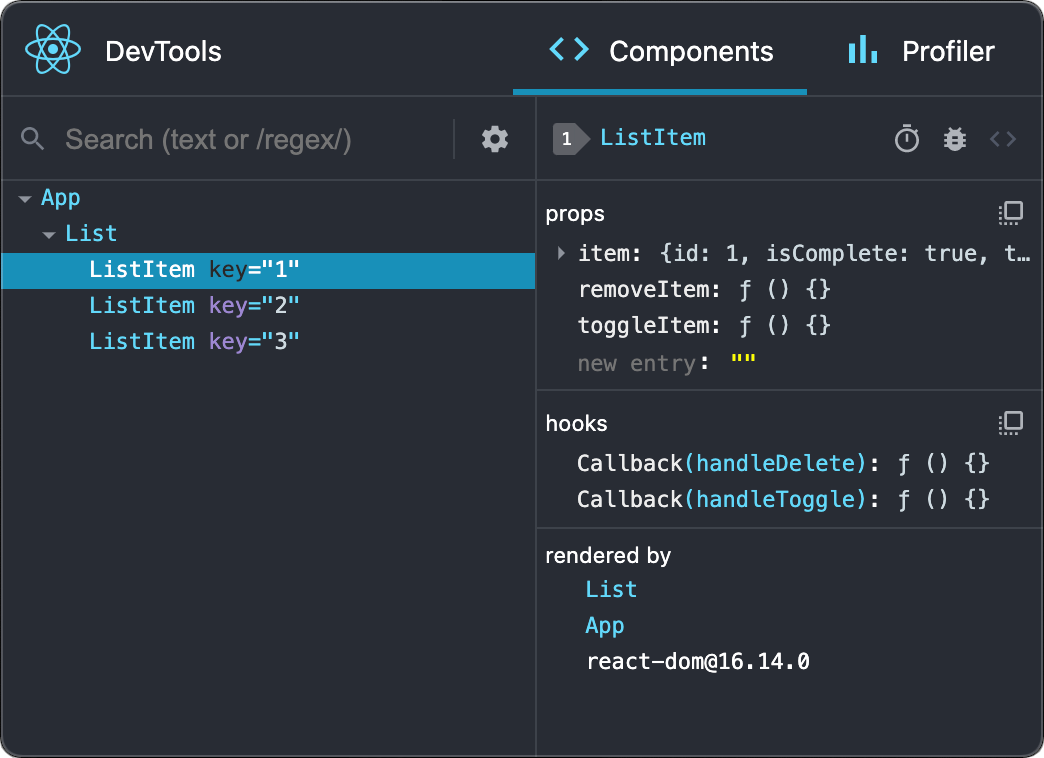 DevTools
Components
Profiler
Search (text or /regex/)
App
List
ListItem key="1"
ListItem key="2"
ListItem key="3"
1 ListItem
props
item: {id: 1, isComplete: true, t…
removeItem: ƒ () {}
toggleItem: ƒ () {}
new entry: ""
hooks
Callback(handleDelete): ƒ () {}
Callback(handleToggle): ƒ () {}
rendered by
List
App
react-dom@16.14.0